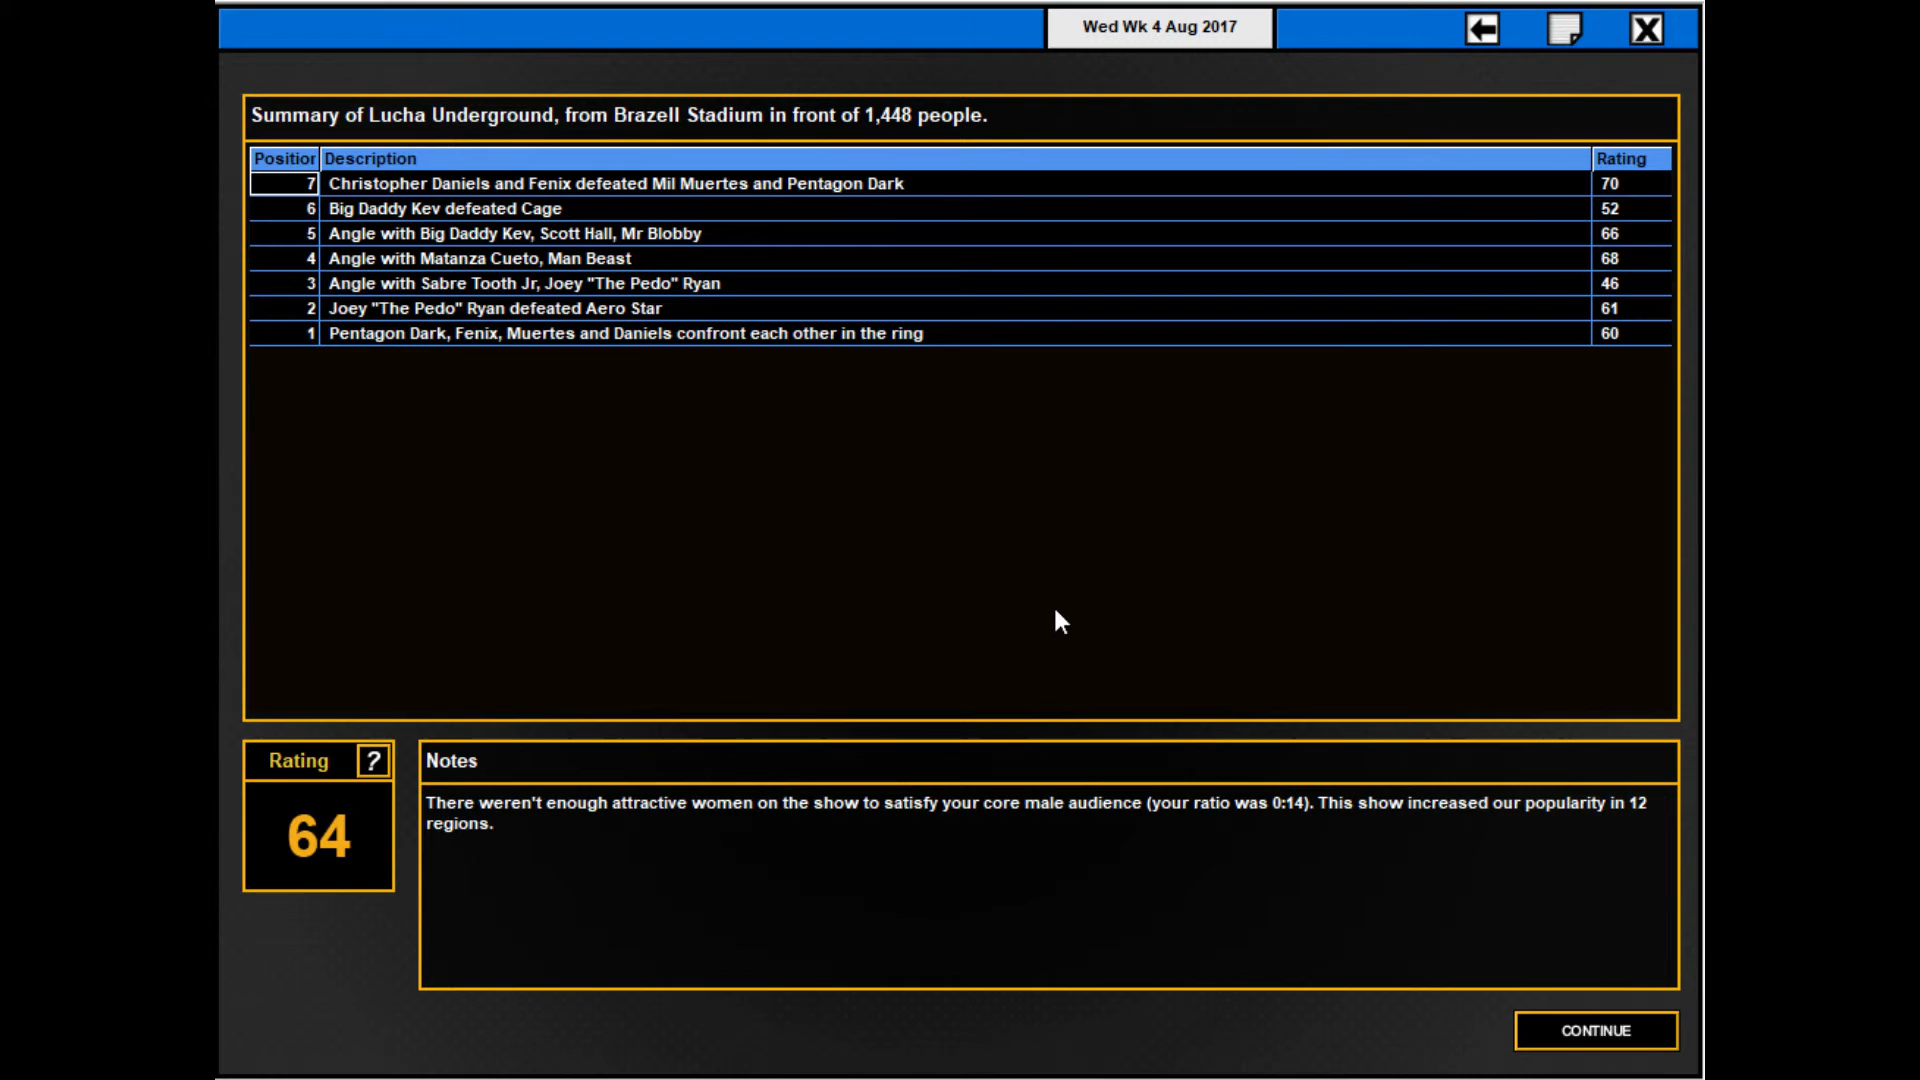 Wed Wk 4 Aug 2017
X
Summary of Lucha Underground, from Brazell Stadium in front of 1,448 people.
Position Description Rating
7 Christopher Daniels and Fenix defeated Mil Muertes and Pentagon Dark 70
6 Big Daddy Kev defeated Cage 52
5 Angle with Big Daddy Kev, Scott Hall, Mr Blobby 66
4 Angle with Matanza Cueto, Man Beast 68
3 Angle with Sabre Tooth Jr, Joey "The Pedo" Ryan 46
2 Joey "The Pedo" Ryan defeated Aero Star 61
1 Pentagon Dark, Fenix, Muertes and Daniels confront each other in the ring 60
Rating ?
64
Notes
There weren't enough attractive women on the show to satisfy your core male audience (your ratio was 0:14). This show increased our popularity in 12
regions.
CONTINUE